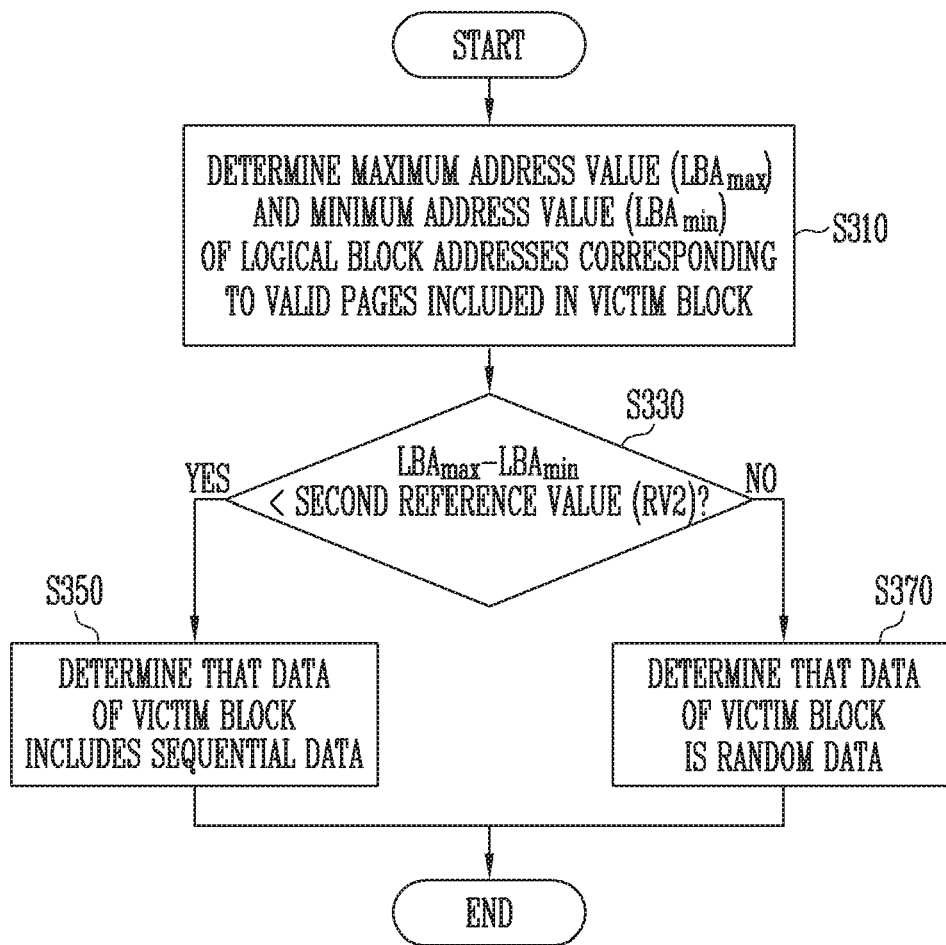 START
DETERMINE MAXIMUM ADDRESS VALUE (LBAmax)
AND MINIMUM ADDRESS VALUE (LBAmin)
OF LOGICAL BLOCK ADDRESSES CORRESPONDING
TO VALID PAGES INCLUDED IN VICTIM BLOCK
S310
S330
LBAmax-LBAmin
< SECOND REFERENCE VALUE (RV2)?
YES
NO
S350
DETERMINE THAT DATA
OF VICTIM BLOCK
INCLUDES SEQUENTIAL DATA
S370
DETERMINE THAT DATA
OF VICTIM BLOCK
IS RANDOM DATA
END